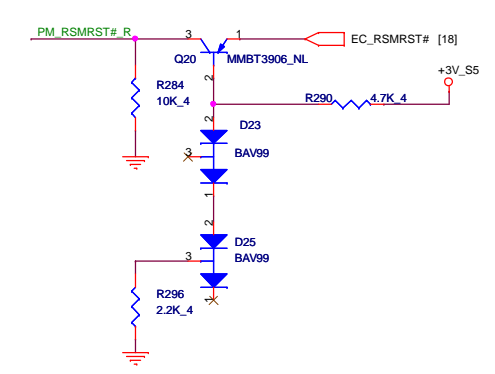 PM_RSMRST#_R
3
1
EC_RSMRST# [18]
Q20
MMBT3906_NL
+3V_S5
2
R284
10K_4
R290
4.7K_4
2
D23
3
BAV99
1
2
D25
3
BAV99
R296
2.2K_4
1